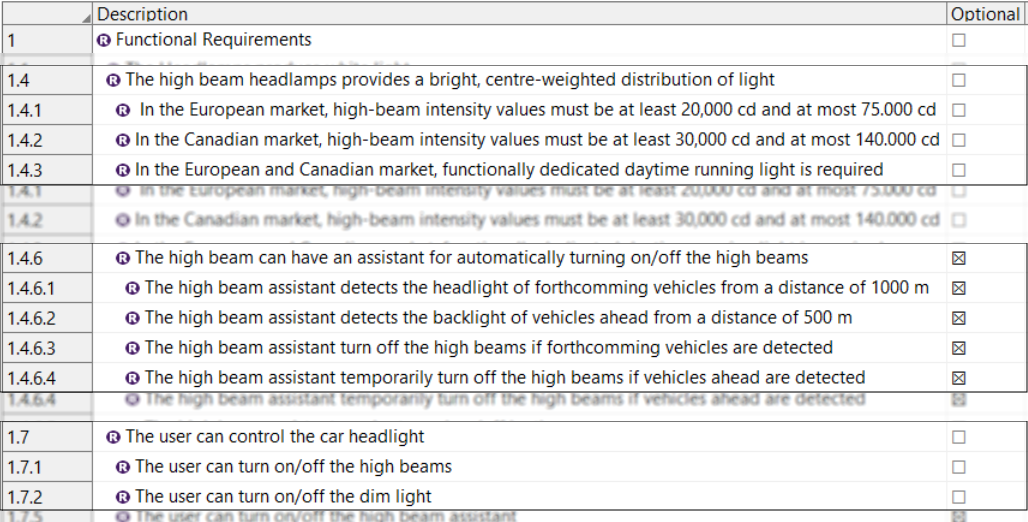 Description Optional
1 R Functional Requirements
1.4 R The high beam headlamps provides a bright, centre-weighted distribution of light
1.4.1 R In the European market, high-beam intensity values must be at least 20,000 cd and at most 75.000 cd
1.4.2 R In the Canadian market, high-beam intensity values must be at least 30,000 cd and at most 140.000 cd
1.4.3 R In the European and Canadian market, functionally dedicated daytime running light is required
1.4.1 In the European market, high-beam intensity values must be at least 20,000 cd and at most 75.000 cd
1.4.2 In the Canadian market, high-beam intensity values must be at least 30,000 cd and at most 140.000 cd
1.4.6 R The high beam can have an assistant for automatically turning on/off the high beams
1.4.6.1 R The high beam assistant detects the headlight of forthcomming vehicles from a distance of 1000 m
1.4.6.2 R The high beam assistant detects the backlight of vehicles ahead from a distance of 500 m
1.4.6.3 R The high beam assistant turn off the high beams if forthcomming vehicles are detected
1.4.6.4 R The high beam assistant temporarily turn off the high beams if vehicles ahead are detected
1.4.6.4 The high beam assistant temporarily turn off the high beams if vehicles ahead are detected
1.7 R The user can control the car headlight
1.7.1 R The user can turn on/off the high beams
1.7.2 R The user can turn on/off the dim light
1.7.5 The user can turn on/off the high beam assistant